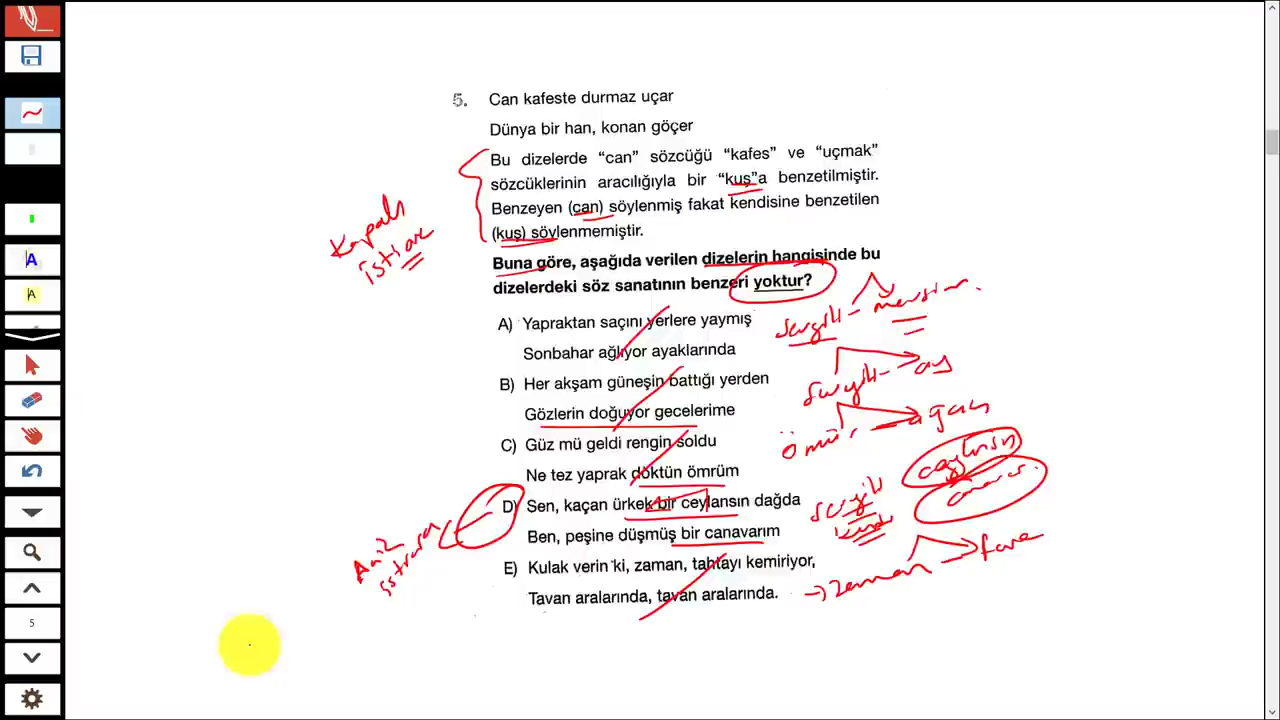 5. Can kafeste durmaz uçar
Dünya bir han, konan göçer
Bu dizelerde “can” sözcüğü “kafes” ve “uçmak”
sözcüklerinin aracılığıyla bir “kuş”a benzetilmiştir.
Benzeyen (can) söylenmiş fakat kendisine benzetilen
(kuş) söylenmemiştir.
Kapalı
istiare
Buna göre, aşağıda verilen dizelerin hangisinde bu
dizelerdeki söz sanatının benzeri yoktur?
A) Yapraktan saçını yerlere yaymış
Sonbahar ağlıyor ayaklarında
sevgili
B) Her akşam güneşin battığı yerden
Gözlerin doğuyor gecelerime
sevgili - ay
C) Güz mü geldi rengin soldu
Ne tez yaprak döktün ömrüm
ömür ağaç
D) Sen, kaçan ürkek bir ceylansın dağda
Ben, peşine düşmüş bir canavarım
sevgili
E) Kulak verin ki, zaman, tahtayı kemiriyor,
Tavan aralarında, tavan aralarında.
zaman fare
A
A
5